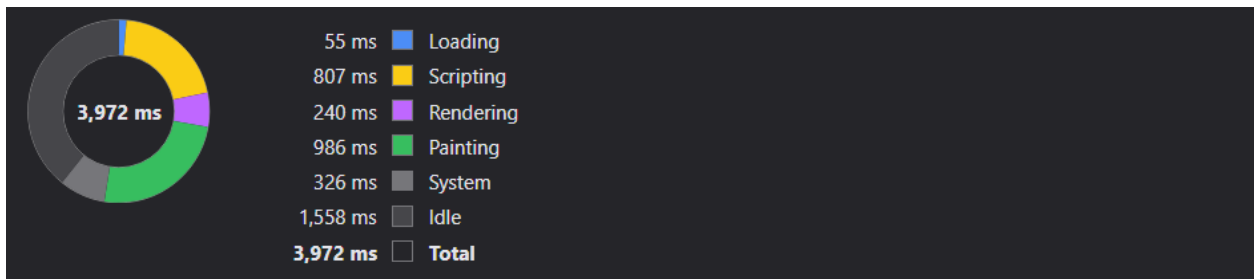 3,972 ms
55 ms Loading
807 ms Scripting
240 ms Rendering
986 ms Painting
326 ms System
1,558 ms Idle
3,972 ms Total